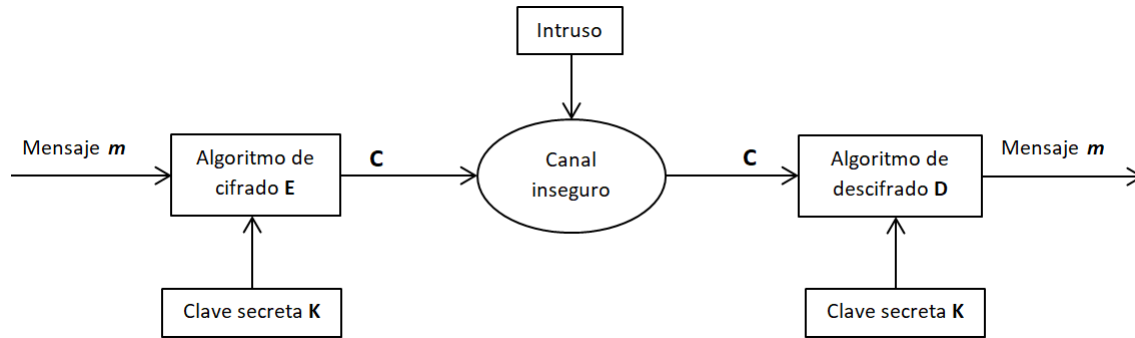 Intruso
Mensaje m
Algoritmo de
cifrado E
C
Canal
inseguro
C
Algoritmo de
descifrado D
Mensaje m
Clave secreta K
Clave secreta K